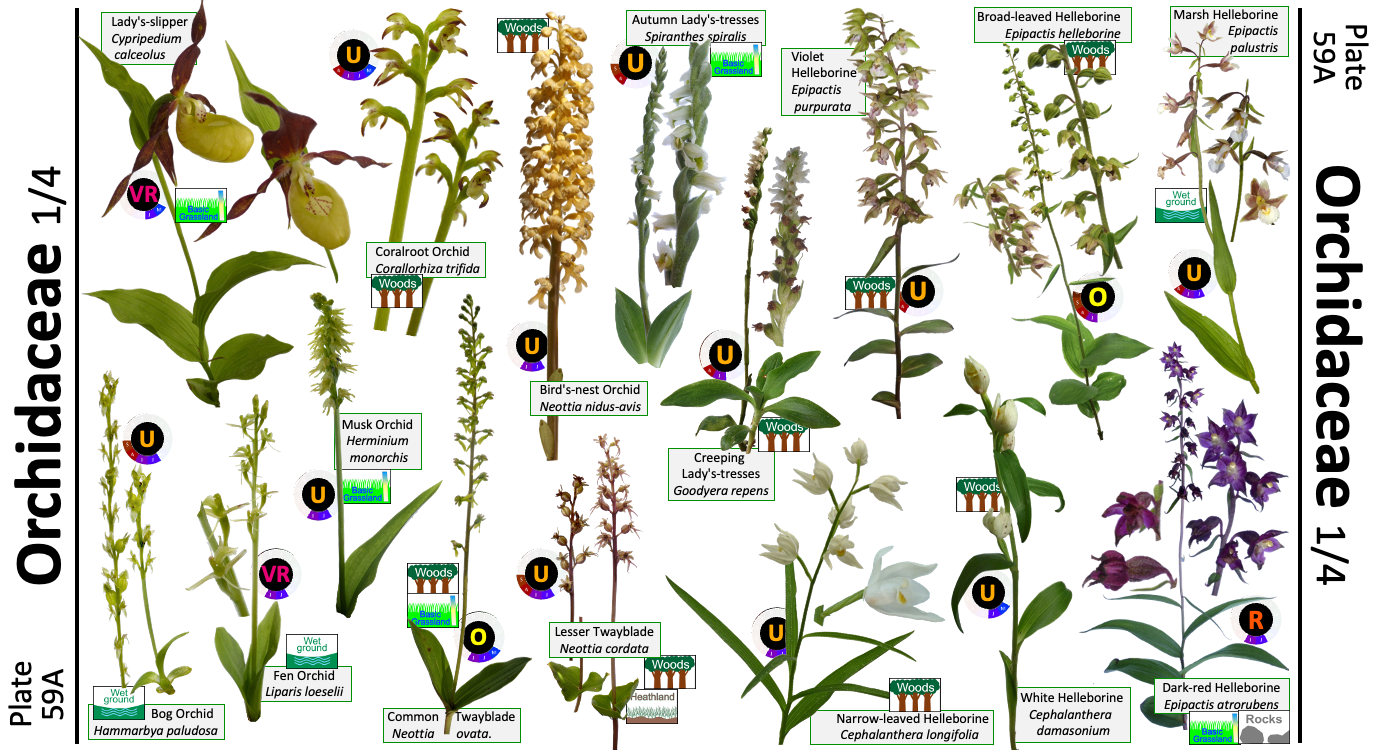 Plate
59A
Orchidaceae 1/4
Lady's-slipper
Cypripedium
calceolus
VR
Basic
Grassland
U
Coralroot Orchid
Corallorhiza trifida
Woods
Woods
U
Bird's-nest Orchid
Neottia nidus-avis
Autumn Lady's-tresses
Spiranthes spiralis
U
Basic
Grassland
Violet
Helleborine
Epipactis
purpurata
Woods
U
Broad-leaved Helleborine
Epipactis helleborine
Woods
O
Marsh Helleborine
Epipactis
palustris
Wet
ground
U
U
Creeping
Lady's-tresses
Goodyera repens
Woods
U
Wet
ground
Bog Orchid
Hammarbya paludosa
VR
Wet
ground
Fen Orchid
Liparis loeselii
Musk Orchid
Herminium
monorchis
Basic
Grassland
U
Woods
Basic
Grassland
O
Common Twayblade
Neottia ovata.
U
Lesser Twayblade
Neottia cordata
Woods
Heathland
U
Woods
Narrow-leaved Helleborine
Cephalanthera longifolia
Woods
U
White Helleborine
Cephalanthera
damasonium
R
Dark-red Helleborine
Epipactis atrorubens
Basic
Grassland
Rocks
Plate
59A
Orchidaceae 1/4